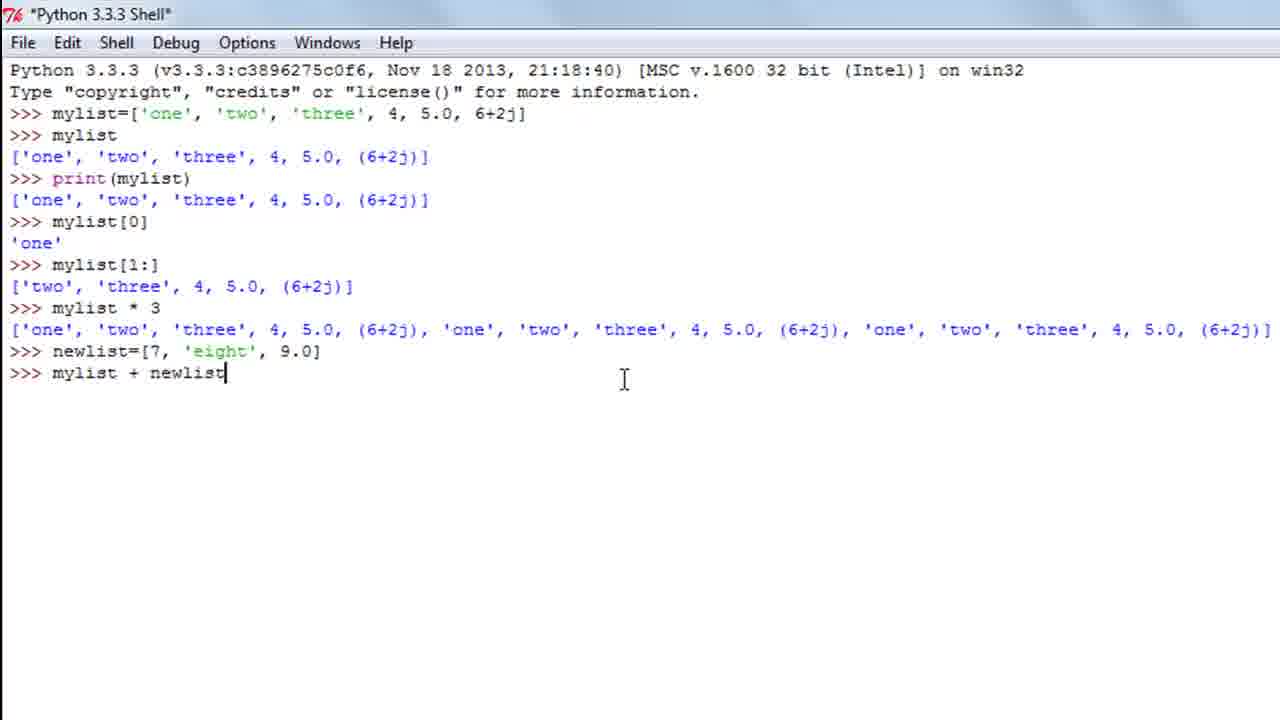 *Python 3.3.3 Shell*
File Edit Shell Debug Options Windows Help
Python 3.3.3 (v3.3.3:c3896275c0f6, Nov 18 2013, 21:18:40) [MSC v.1600 32 bit (Intel)] on win32
Type "copyright", "credits" or "license()" for more information.
>>> mylist=['one', 'two', 'three', 4, 5.0, 6+2j]
>>> mylist
['one', 'two', 'three', 4, 5.0, (6+2j)]
>>> print(mylist)
['one', 'two', 'three', 4, 5.0, (6+2j)]
>>> mylist[0]
'one'
>>> mylist[1:]
['two', 'three', 4, 5.0, (6+2j)]
>>> mylist * 3
['one', 'two', 'three', 4, 5.0, (6+2j), 'one', 'two', 'three', 4, 5.0, (6+2j), 'one', 'two', 'three', 4, 5.0, (6+2j)]
>>> newlist=[7, 'eight', 9.0]
>>> mylist + newlist